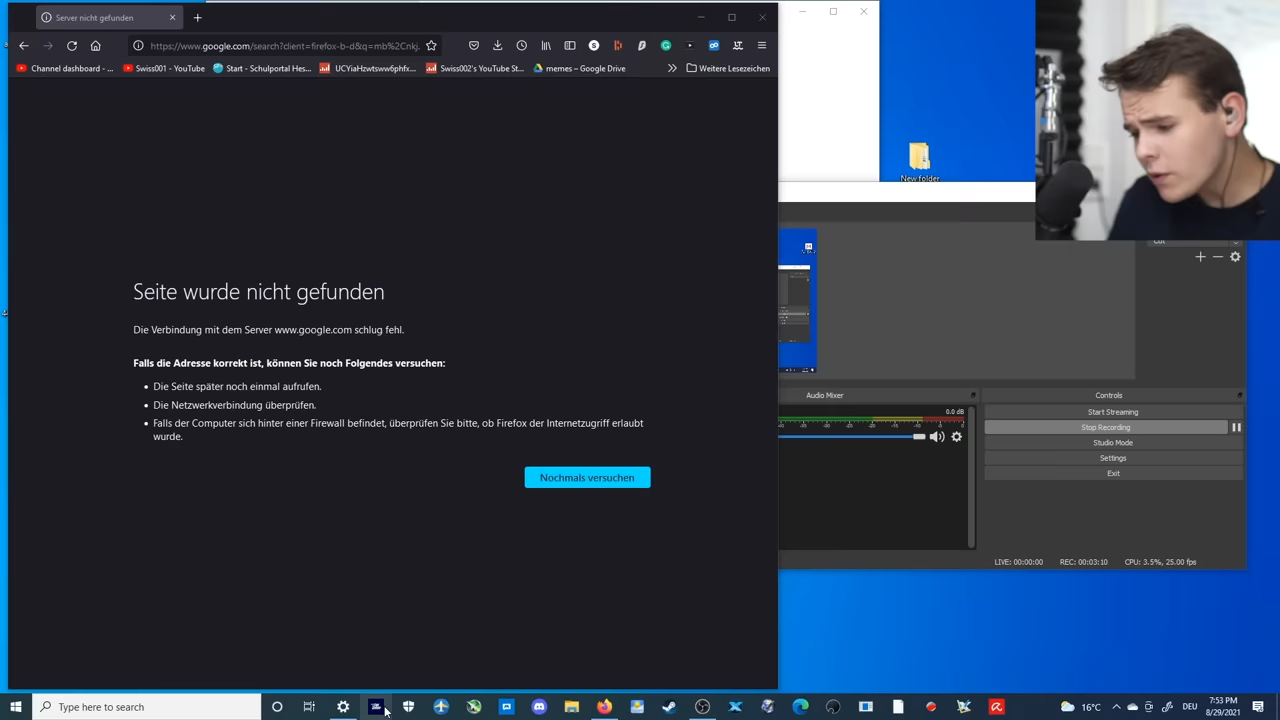 Server nicht gefunden
https://www.google.com/search?client=firefox-b-d&q=mb%2Cnkj.
Channel dashboard - ...
Swiss001 - YouTube
Start - Schulportal Hes...
UCYiaHzwtsww6phfx...
Swiss002's YouTube St...
memes – Google Drive
Weitere Lesezeichen
New folder
Seite wurde nicht gefunden
Die Verbindung mit dem Server www.google.com schlug fehl.
Falls die Adresse korrekt ist, können Sie noch Folgendes versuchen:
Die Seite später noch einmal aufrufen.
Die Netzwerkverbindung überprüfen.
Falls der Computer sich hinter einer Firewall befindet, überprüfen Sie bitte, ob Firefox der Internetzugriff erlaubt
wurde.
Nochmals versuchen
Cut
Audio Mixer
0.0 dB
Controls
Start Streaming
Stop Recording
Studio Mode
Settings
Exit
LIVE: 00:00:00
REC: 00:03:10
CPU: 3.5%, 25.00 fps
Type here to search
16°C
DEU
7:53 PM
8/29/2021